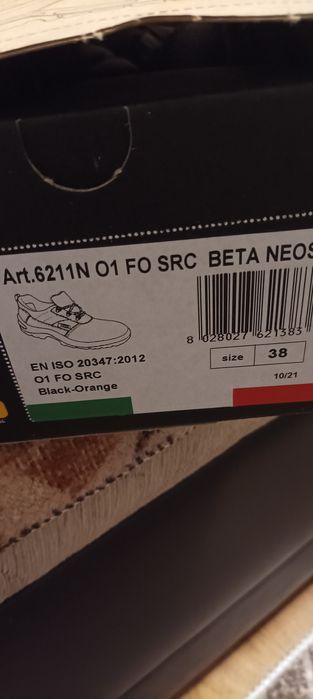 Art.6211N O1 FO SRC BETA NEOS
8 028027 621383
EN ISO 20347:2012
O1 FO SRC
Black-Orange
size 38
10/21